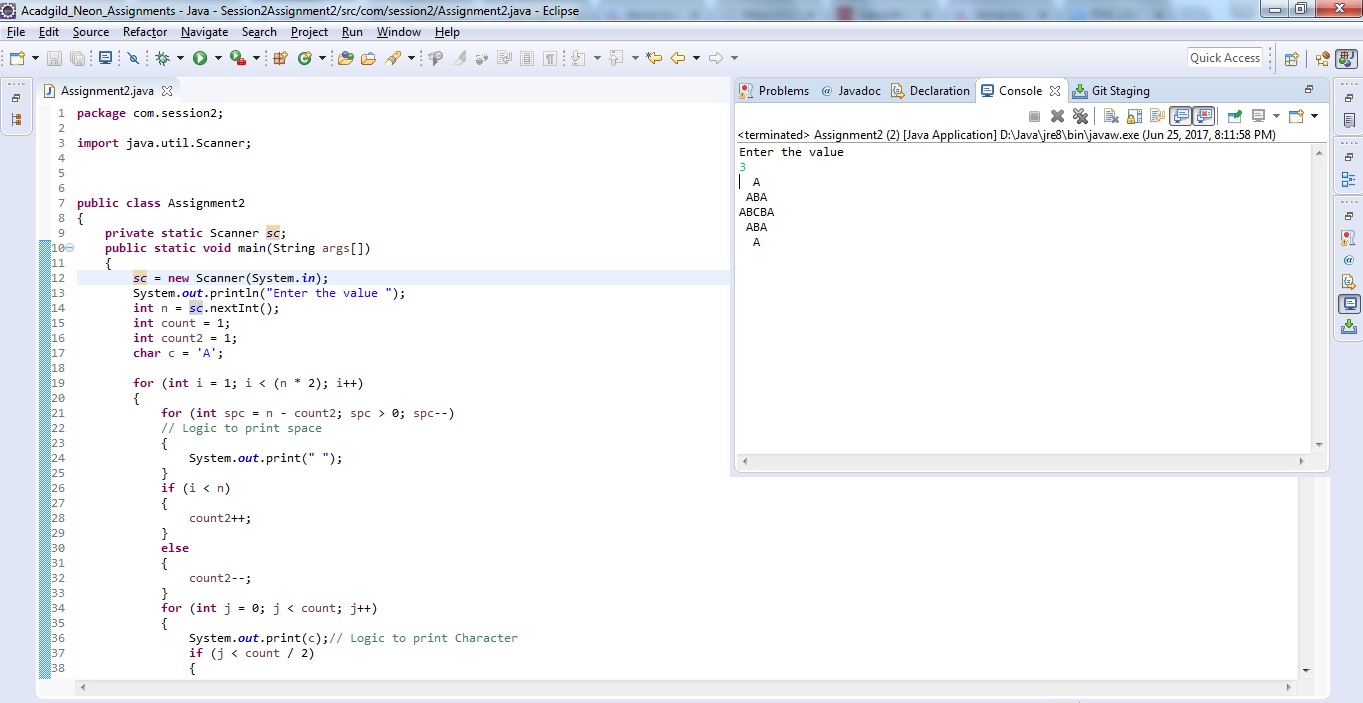 Acadgild_Neon_Assignments - Java - Session2Assignment2/src/com/session2/Assignment2.java - Eclipse
File Edit Source Refactor Navigate Search Project Run Window Help
Quick Access
Assignment2.java
1 package com.session2;
2
3 import java.util.Scanner;
4
5
6
7 public class Assignment2
8 {
9     private static Scanner sc;
10     public static void main(String args[])
11     {
12         sc = new Scanner(System.in);
13         System.out.println("Enter the value ");
14         int n = sc.nextInt();
15         int count = 1;
16         int count2 = 1;
17         char c = 'A';
18
19         for (int i = 1; i < (n * 2); i++)
20         {
21             for (int spc = n - count2; spc > 0; spc--)
22             // Logic to print space
23             {
24                 System.out.print(" ");
25             }
26             if (i < n)
27             {
28                 count2++;
29             }
30             else
31             {
32                 count2--;
33             }
34             for (int j = 0; j < count; j++)
35             {
36                 System.out.print(c);// Logic to print Character
37                 if (j < count / 2)
38                 {
Problems @ Javadoc Declaration Console Git Staging
<terminated> Assignment2 (2) [Java Application] D:\Java\jre8\bin\javaw.exe (Jun 25, 2017, 8:11:58 PM)
Enter the value
3
  A
 ABA
ABCBA
 ABA
  A